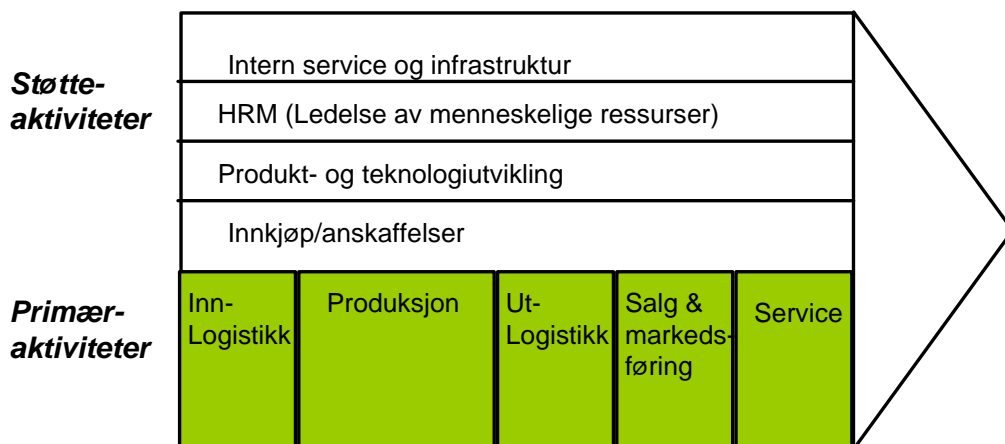 Støtte-
aktiviteter
Intern service og infrastruktur
HRM (Ledelse av menneskelige ressurser)
Produkt- og teknologiutvikling
Innkjøp/anskaffelser
Primær-
aktiviteter
Inn-
Logistikk
Produksjon
Ut-
Logistikk
Salg &
markeds-
føring
Service